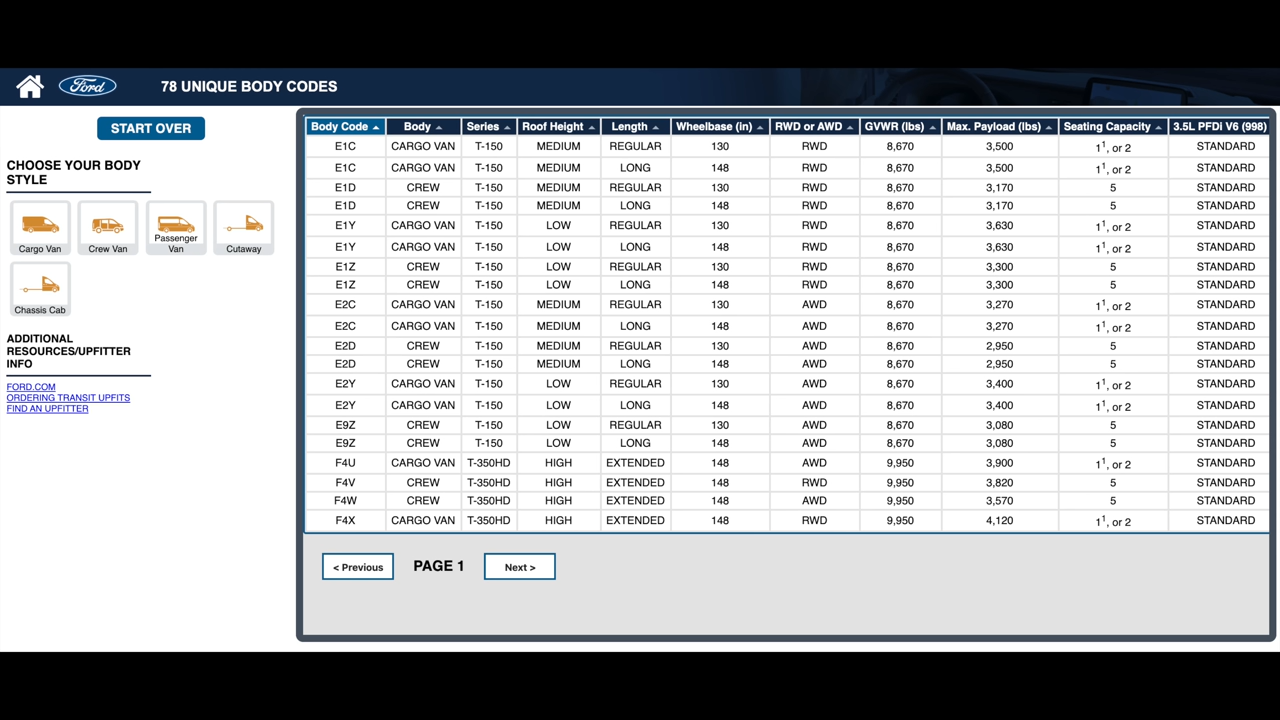 Ford
78 UNIQUE BODY CODES
START OVER
CHOOSE YOUR BODY
STYLE
Cargo Van
Crew Van
Passenger
Van
Cutaway
Chassis Cab
ADDITIONAL
RESOURCES/UPFITTER
INFO
FORD.COM
ORDERING TRANSIT UPFITS
FIND AN UPFITTER
Body Code Body Series Roof Height Length Wheelbase (in) RWD or AWD GVWR (lbs) Max. Payload (lbs) Seating Capacity 3.5L PFDi V6 (998)
E1C CARGO VAN T-150 MEDIUM REGULAR 130 RWD 8,670 3,500 1¹, or 2 STANDARD
E1C CARGO VAN T-150 MEDIUM LONG 148 RWD 8,670 3,500 1¹, or 2 STANDARD
E1D CREW T-150 MEDIUM REGULAR 130 RWD 8,670 3,170 5 STANDARD
E1D CREW T-150 MEDIUM LONG 148 RWD 8,670 3,170 5 STANDARD
E1Y CARGO VAN T-150 LOW REGULAR 130 RWD 8,670 3,630 1¹, or 2 STANDARD
E1Y CARGO VAN T-150 LOW LONG 148 RWD 8,670 3,630 1¹, or 2 STANDARD
E1Z CREW T-150 LOW REGULAR 130 RWD 8,670 3,300 5 STANDARD
E1Z CREW T-150 LOW LONG 148 RWD 8,670 3,300 5 STANDARD
E2C CARGO VAN T-150 MEDIUM REGULAR 130 AWD 8,670 3,270 1¹, or 2 STANDARD
E2C CARGO VAN T-150 MEDIUM LONG 148 AWD 8,670 3,270 1¹, or 2 STANDARD
E2D CREW T-150 MEDIUM REGULAR 130 AWD 8,670 2,950 5 STANDARD
E2D CREW T-150 MEDIUM LONG 148 AWD 8,670 2,950 5 STANDARD
E2Y CARGO VAN T-150 LOW REGULAR 130 AWD 8,670 3,400 1¹, or 2 STANDARD
E2Y CARGO VAN T-150 LOW LONG 148 AWD 8,670 3,400 1¹, or 2 STANDARD
E9Z CREW T-150 LOW REGULAR 130 AWD 8,670 3,080 5 STANDARD
E9Z CREW T-150 LOW LONG 148 AWD 8,670 3,080 5 STANDARD
F4U CARGO VAN T-350HD HIGH EXTENDED 148 AWD 9,950 3,900 1¹, or 2 STANDARD
F4V CREW T-350HD HIGH EXTENDED 148 RWD 9,950 3,820 5 STANDARD
F4W CREW T-350HD HIGH EXTENDED 148 AWD 9,950 3,570 5 STANDARD
F4X CARGO VAN T-350HD HIGH EXTENDED 148 RWD 9,950 4,120 1¹, or 2 STANDARD
< Previous PAGE 1 Next >